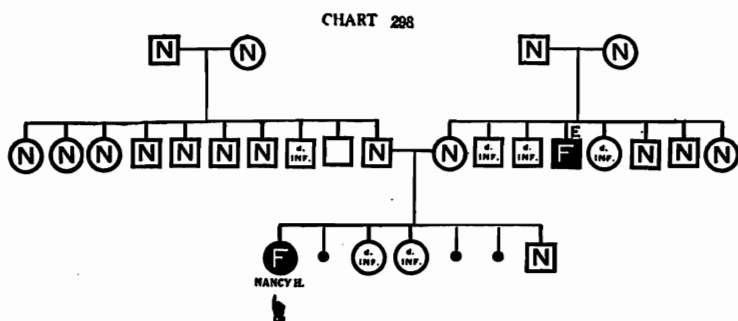 CHART 298
N N N N
E
N N N N N N N d. INF. N N d. INF. d. INF. F d. INF. N N N
F d. INF. d. INF. N
NANCY H.